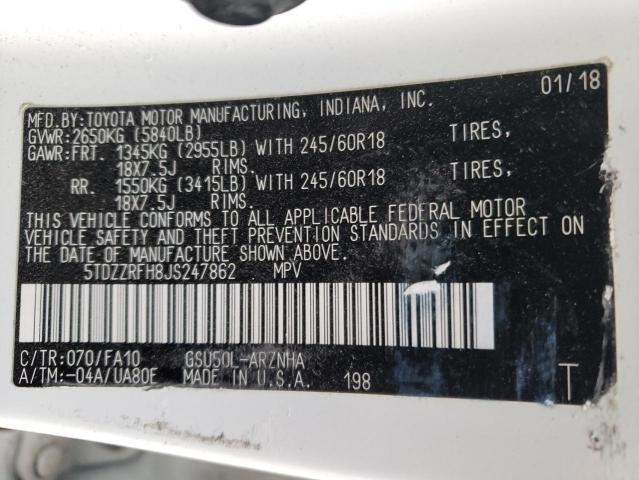 MFD.BY:TOYOTA MOTOR MANUFACTURING, INDIANA, INC. 01/18
GVWR:2650KG (5840LB)
GAWR:FRT. 1345KG (2955LB) WITH 245/60R18 TIRES,
18X7.5J RIMS.
RR. 1550KG (3415LB) WITH 245/60R18 TIRES,
18X7.5J RIMS.
THIS VEHICLE CONFORMS TO ALL APPLICABLE FEDERAL MOTOR
VEHICLE SAFETY AND THEFT PREVENTION STANDARDS IN EFFECT ON
THE DATE OF MANUFACTURE SHOWN ABOVE.
5TDZZRFH8JS247862 MPV
C/TR:070/FA10 GSU50L-ARZNHA
A/TM:-04A/UA80F MADE IN U.S.A. 198 T